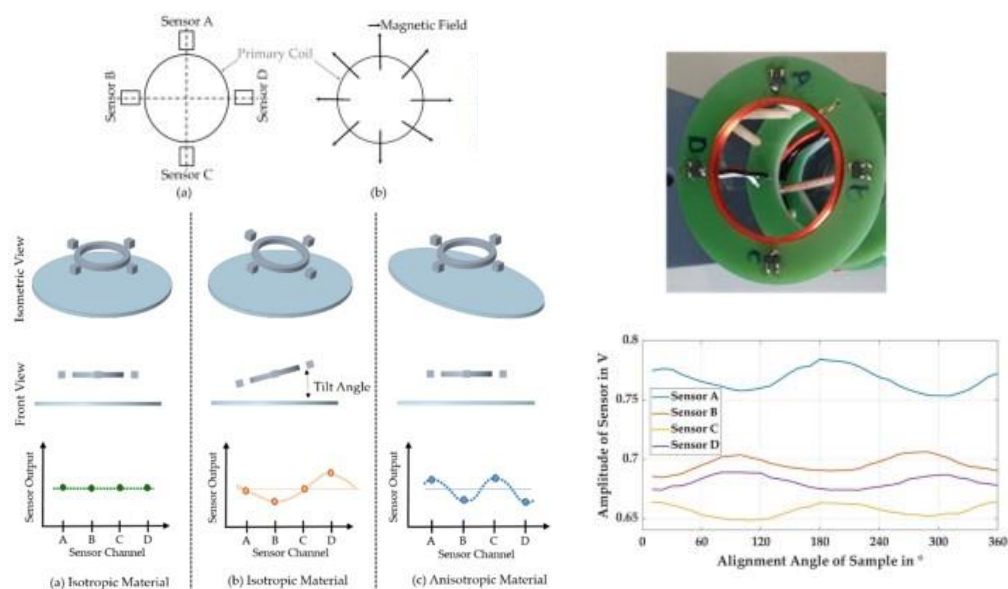 Sensor A
Primary Coil
Sensor B
Sensor D
Sensor C
(a)
Magnetic Field
(b)
A
D
C
Isometric View
Front View
Tilt Angle
Sensor Output
A B C D
Sensor Channel
(a) Isotropic Material
Sensor Output
A B C D
Sensor Channel
(b) Isotropic Material
Sensor Output
A B C D
Sensor Channel
(c) Anisotropic Material
Amplitude of Sensor in V
0.8
0.75
0.7
0.65
Sensor A
Sensor B
Sensor C
Sensor D
0 60 120 180 240 300 360
Alignment Angle of Sample in °